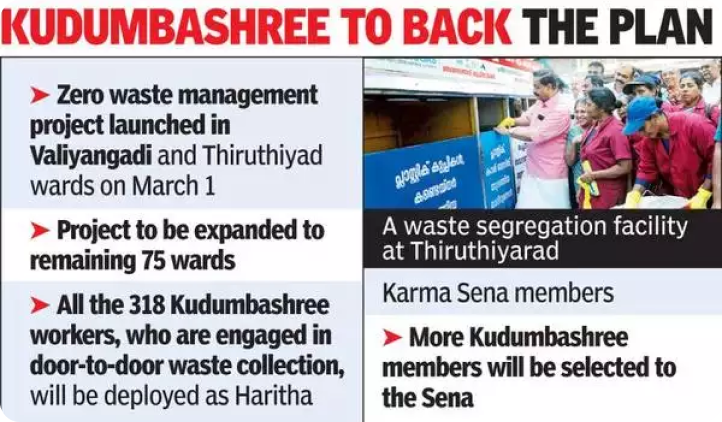 KUDUMBASHREE TO BACK THE PLAN
➤ Zero waste management
project launched in
Valiyangadi and Thiruthiyad
wards on March 1
➤ Project to be expanded to
remaining 75 wards
➤ All the 318 Kudumbashree
workers, who are engaged in
door-to-door waste collection,
will be deployed as Haritha
പ്ലാസ്റ്റിക് കുപ്പികൾ,
കണ്ടെയ്നർ
A waste segregation facility
at Thiruthiyarad
Karma Sena members
➤ More Kudumbashree
members will be selected to
the Sena